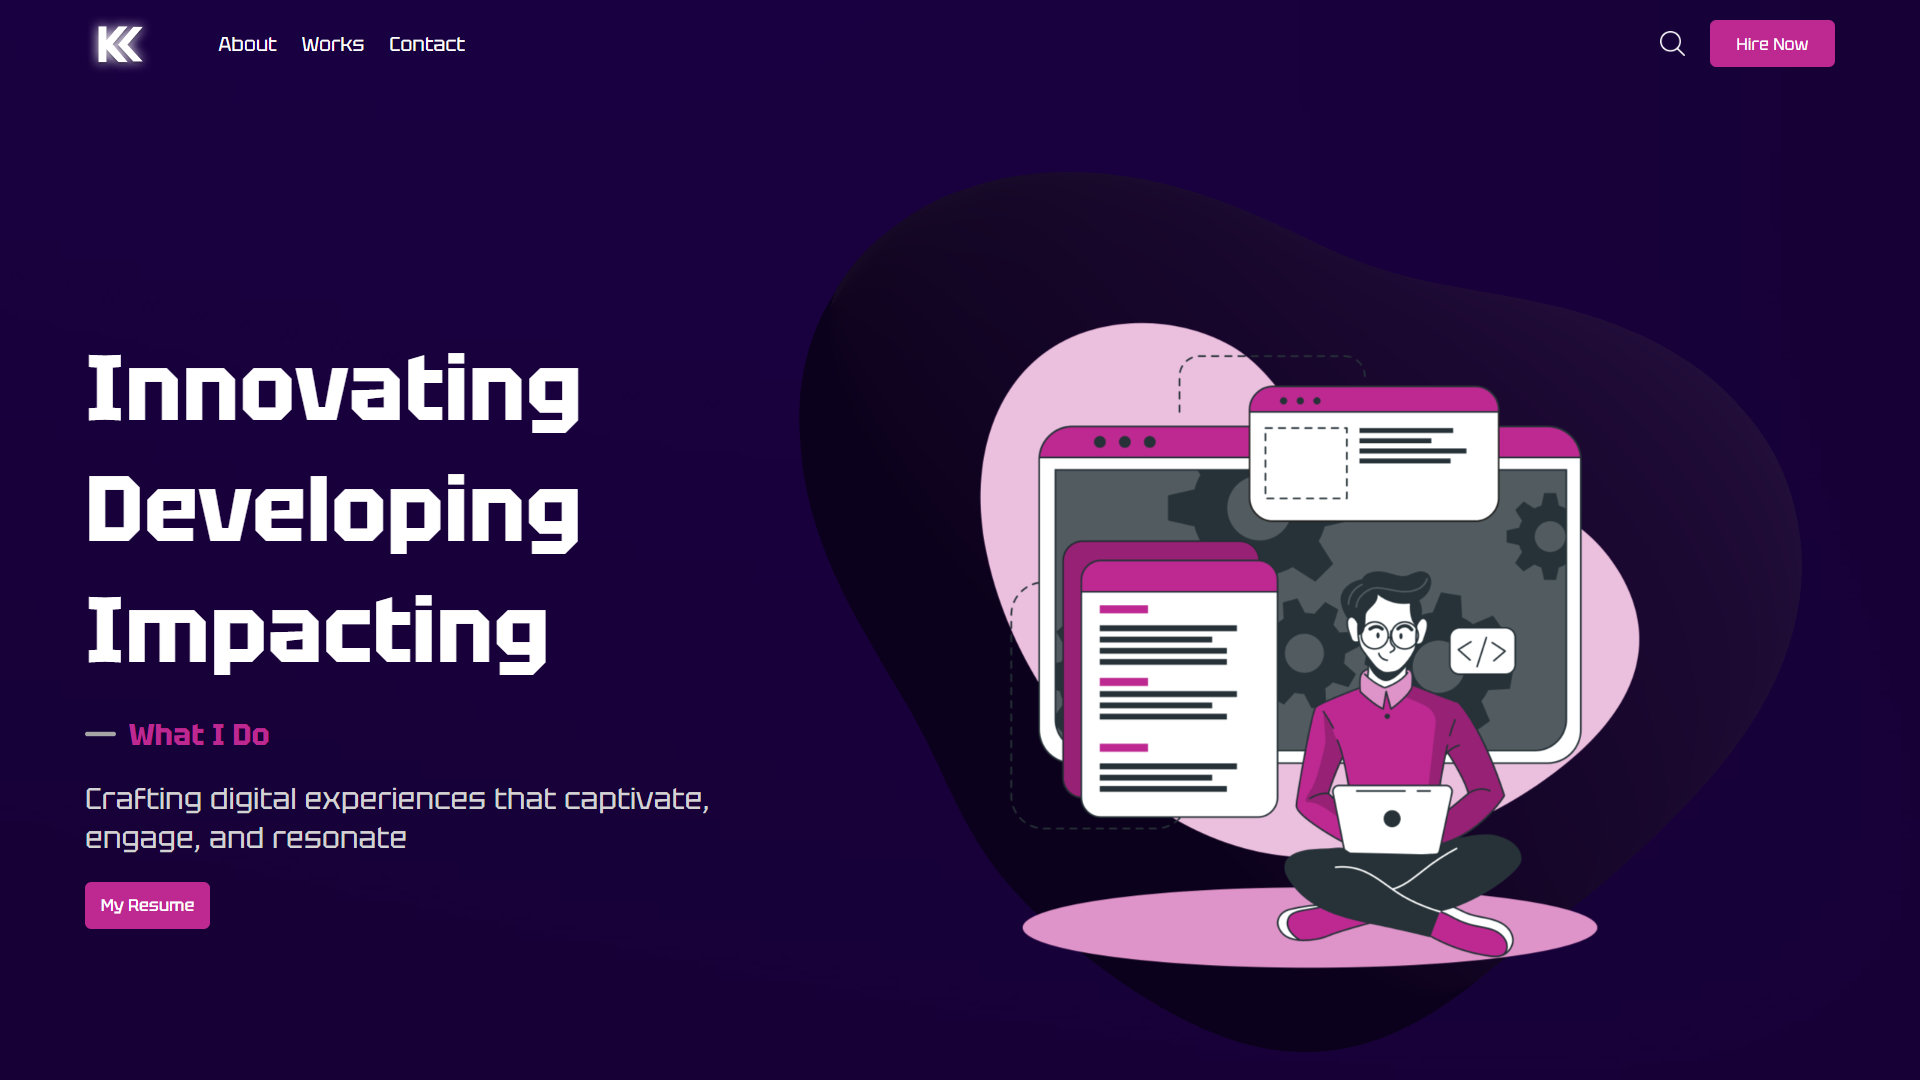 KK
About Works Contact
Hire Now
Innovating
Developing
Impacting
What I Do
Crafting digital experiences that captivate,
engage, and resonate
My Resume
</>